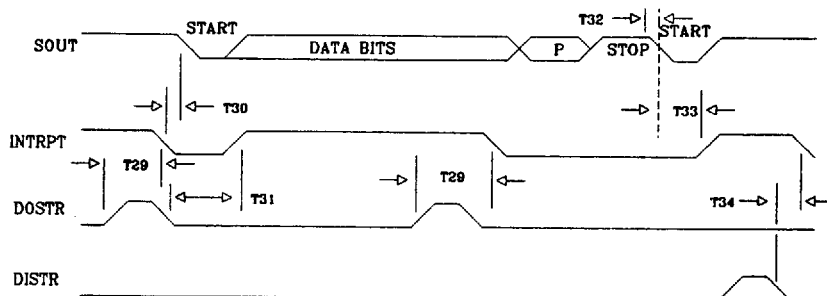 T32
START
START
SOUT
DATA BITS
P
STOP
T30
T33
INTRPT
T29
T29
T31
DOSTR
T34
DISTR